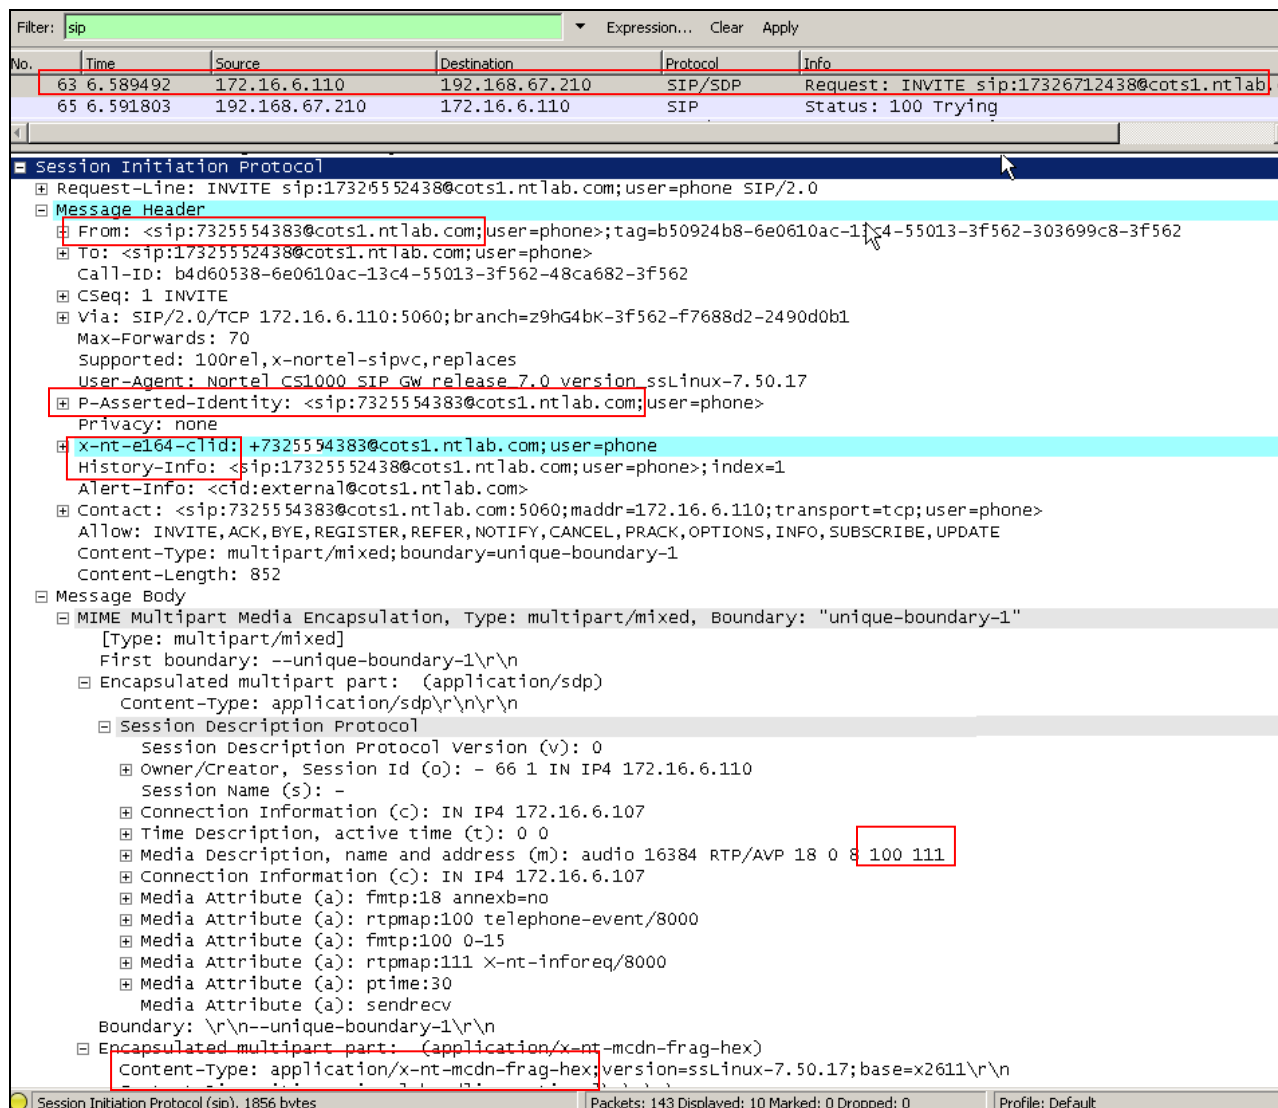 Filter: sip Expression... Clear Apply
No. Time Source Destination Protocol Info
63 6.589492 172.16.6.110 192.168.67.210 SIP/SDP Request: INVITE sip:17326712438@cots1.ntlab.
65 6.591803 192.168.67.210 172.16.6.110 SIP Status: 100 Trying
Session Initiation Protocol
Request-Line: INVITE sip:17325552438@cots1.ntlab.com;user=phone SIP/2.0
Message Header
From: <sip:7325554383@cots1.ntlab.com;user=phone>;tag=b50924b8-6e0610ac-13c4-55013-3f562-303699c8-3f562
To: <sip:17325552438@cots1.ntlab.com;user=phone>
Call-ID: b4d60538-6e0610ac-13c4-55013-3f562-48ca682-3f562
CSeq: 1 INVITE
Via: SIP/2.0/TCP 172.16.6.110:5060;branch=z9hG4bK-3f562-f7688d2-2490d0b1
Max-Forwards: 70
Supported: 100rel,x-nortel-sipvc,replaces
User-Agent: Nortel CS1000 SIP GW release_7.0 version_ssLinux-7.50.17
P-Asserted-Identity: <sip:7325554383@cots1.ntlab.com;user=phone>
Privacy: none
x-nt-e164-clid: +7325554383@cots1.ntlab.com;user=phone
History-Info: <sip:17325552438@cots1.ntlab.com;user=phone>;index=1
Alert-Info: <cid:external@cots1.ntlab.com>
Contact: <sip:7325554383@cots1.ntlab.com:5060;maddr=172.16.6.110;transport=tcp;user=phone>
Allow: INVITE,ACK,BYE,REGISTER,REFER,NOTIFY,CANCEL,PRACK,OPTIONS,INFO,SUBSCRIBE,UPDATE
Content-Type: multipart/mixed;boundary=unique-boundary-1
Content-Length: 852
Message Body
MIME Multipart Media Encapsulation, Type: multipart/mixed, Boundary: "unique-boundary-1"
[Type: multipart/mixed]
First boundary: --unique-boundary-1\r\n
Encapsulated multipart part: (application/sdp)
Content-Type: application/sdp\r\n\r\n
Session Description Protocol
Session Description Protocol Version (v): 0
Owner/Creator, Session Id (o): - 66 1 IN IP4 172.16.6.110
Session Name (s): -
Connection Information (c): IN IP4 172.16.6.107
Time Description, active time (t): 0 0
Media Description, name and address (m): audio 16384 RTP/AVP 18 0 8 100 111
Connection Information (c): IN IP4 172.16.6.107
Media Attribute (a): fmtp:18 annexb=no
Media Attribute (a): rtpmap:100 telephone-event/8000
Media Attribute (a): fmtp:100 0-15
Media Attribute (a): rtpmap:111 X-nt-inforeq/8000
Media Attribute (a): ptime:30
Media Attribute (a): sendrecv
Boundary: \r\n--unique-boundary-1\r\n
Encapsulated multipart part: (application/x-nt-mcdn-frag-hex)
Content-Type: application/x-nt-mcdn-frag-hex;version=ssLinux-7.50.17;base=x2611\r\n
Session Initiation Protocol (sip), 1856 bytes Packets: 143 Displayed: 10 Marked: 0 Dropped: 0 Profile: Default